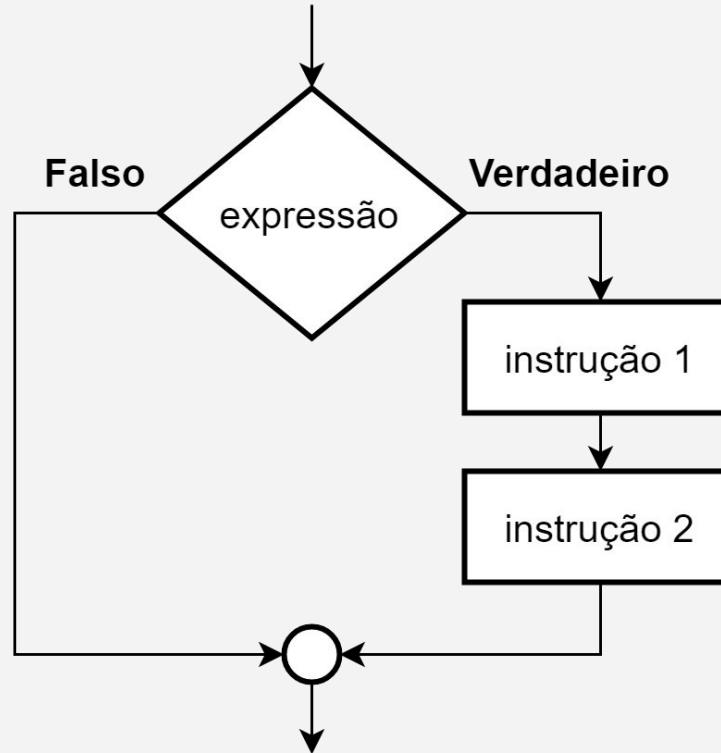 Falso
Verdadeiro
expressão
instrução 1
instrução 2